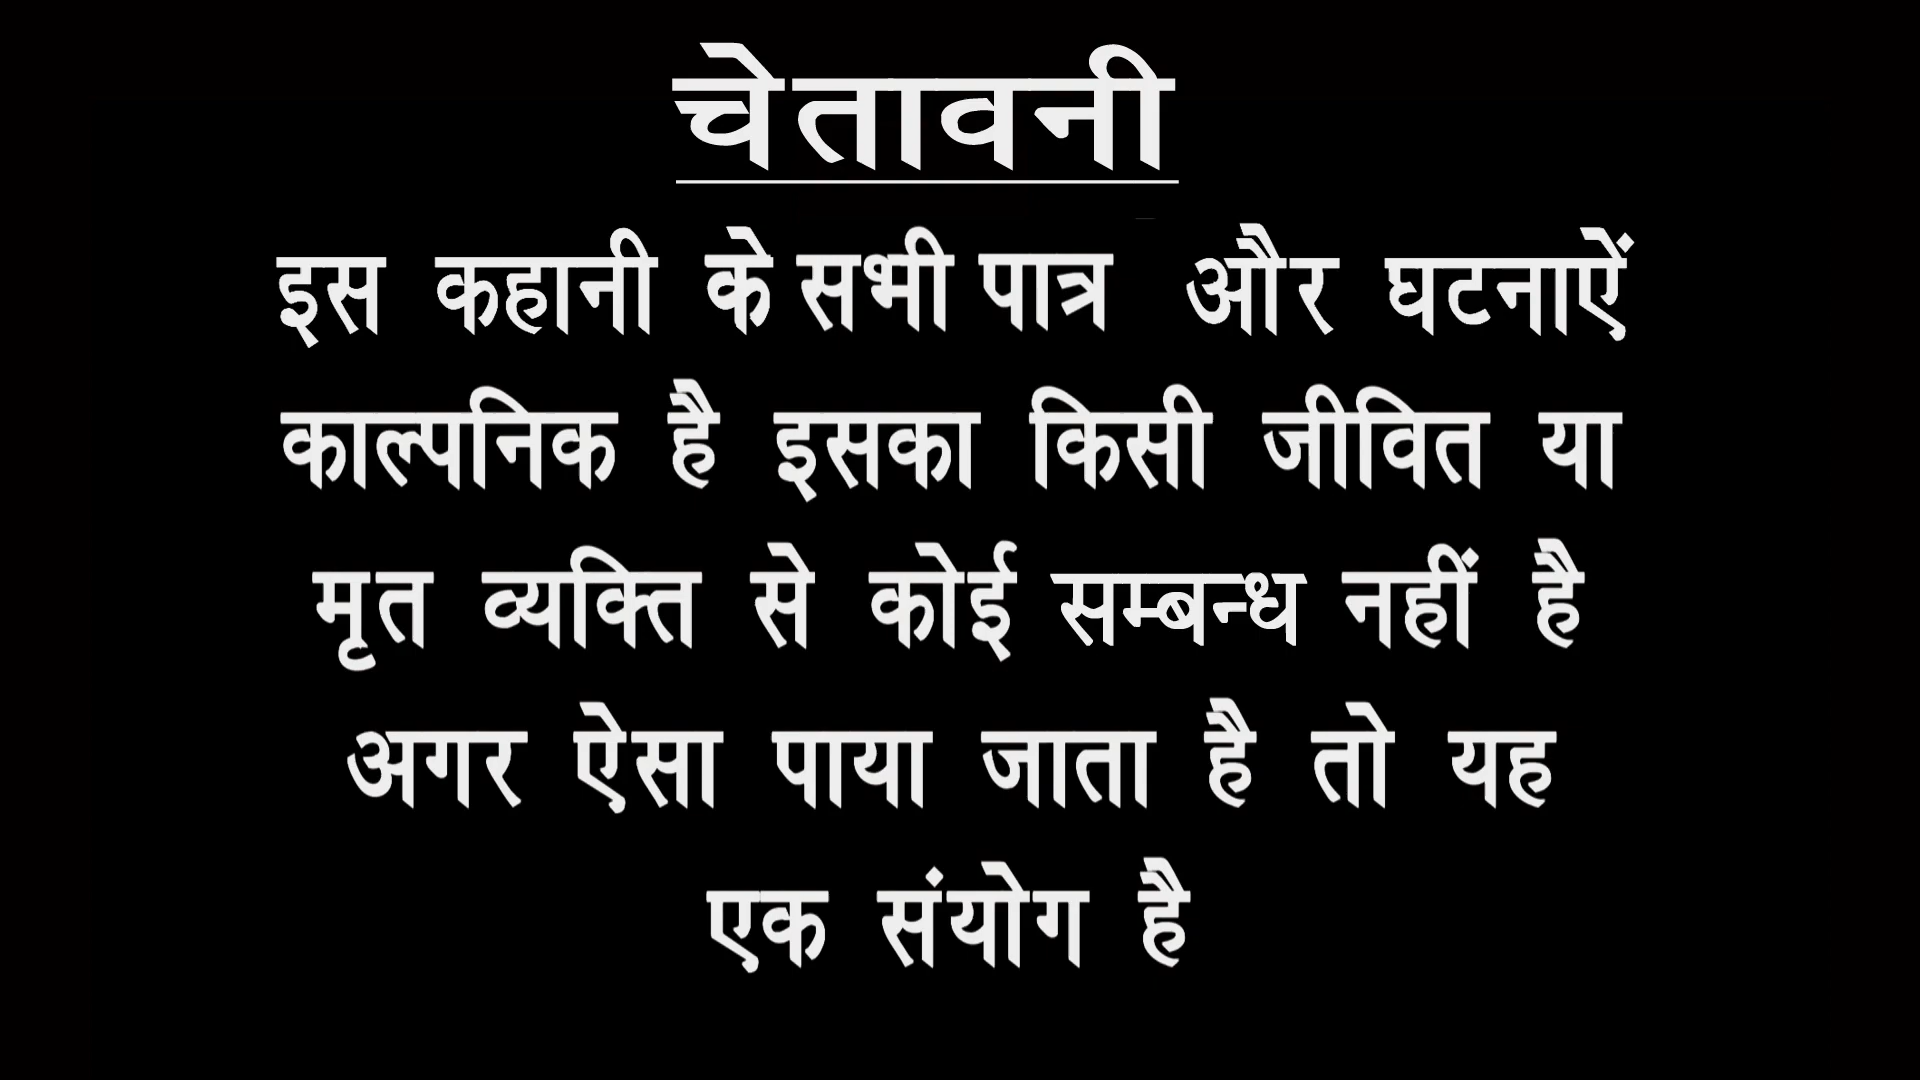 चेतावनी
इस कहानी के सभी पात्र और घटनाऐं
काल्पनिक है इसका किसी जीवित या
मृत व्यक्ति से कोई सम्बन्ध नहीं है
अगर ऐसा पाया जाता है तो यह
एक संयोग है